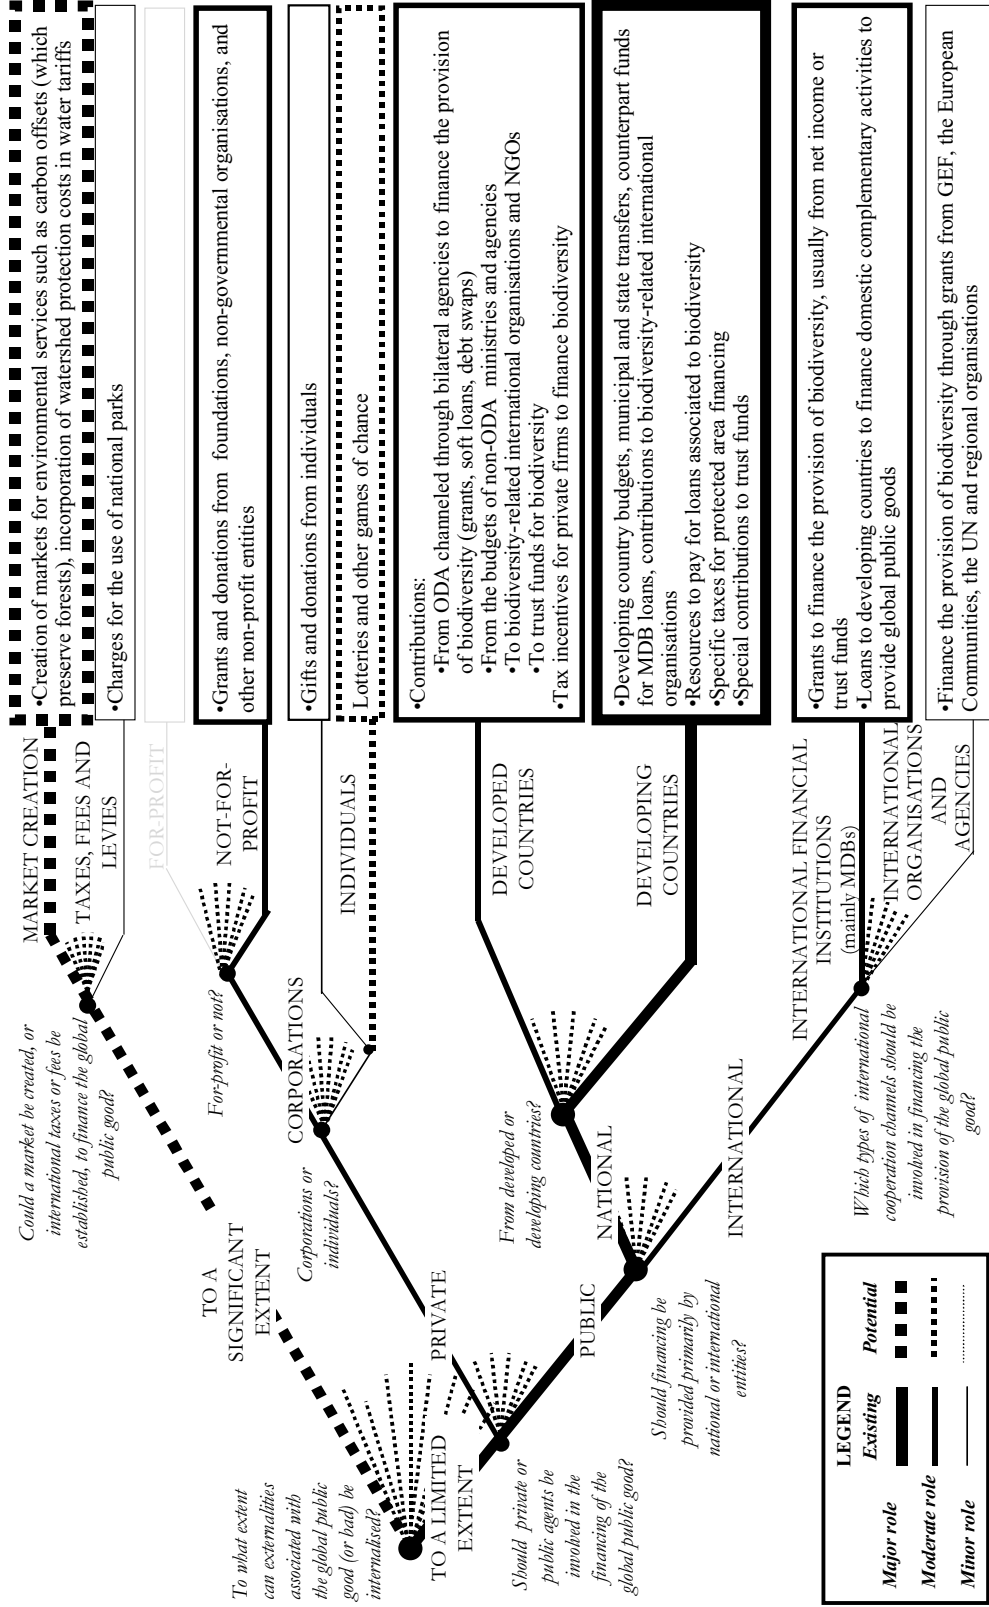 To what extent
can externalities
associated with
the global public
good (or bad) be
internalised?
TO A
SIGNIFICANT
EXTENT
TO A LIMITED
EXTENT
Could a market be created, or
international taxes or fees be
established, to finance the global
public good?
MARKET CREATION
TAXES, FEES AND
LEVIES
•Creation of markets for environmental services such as carbon offsets (which
preserve forests), incorporation of watershed protection costs in water tariffs
•Charges for the use of national parks
Should private or
public agents be
involved in the
financing of the
global public good?
PRIVATE
PUBLIC
Corporations or
individuals?
CORPORATIONS
INDIVIDUALS
For-profit or not?
FOR-PROFIT
NOT-FOR-
PROFIT
•Grants and donations from foundations, non-governmental organisations, and
other non-profit entities
•Gifts and donations from individuals
Lotteries and other games of chance
Should financing be
provided primarily by
national or international
entities?
NATIONAL
INTERNATIONAL
From developed or
developing countries?
DEVELOPED
COUNTRIES
DEVELOPING
COUNTRIES
•Contributions:
•From ODA channeled through bilateral agencies to finance the provision
of biodiversity (grants, soft loans, debt swaps)
•From the budgets of non-ODA ministries and agencies
•To biodiversity-related international organisations and NGOs
•To trust funds for biodiversity
•Tax incentives for private firms to finance biodiversity
•Developing country budgets, municipal and state transfers, counterpart funds
for MDB loans, contributions to biodiversity-related international
organisations
•Resources to pay for loans associated to biodiversity
•Specific taxes for protected area financing
•Special contributions to trust funds
Which types of international
cooperation channels should be
involved in financing the
provision of the global public
good?
INTERNATIONAL FINANCIAL
INSTITUTIONS
(mainly MDBs)
INTERNATIONAL
ORGANISATIONS
AND
AGENCIES
•Grants to finance the provision of biodiversity, usually from net income or
trust funds
•Loans to developing countries to finance domestic complementary activities to
provide global public goods
•Finance the provision of biodiversity through grants from GEF, the European
Communities, the UN and regional organisations
LEGEND
Existing Potential
Major role
Moderate role
Minor role